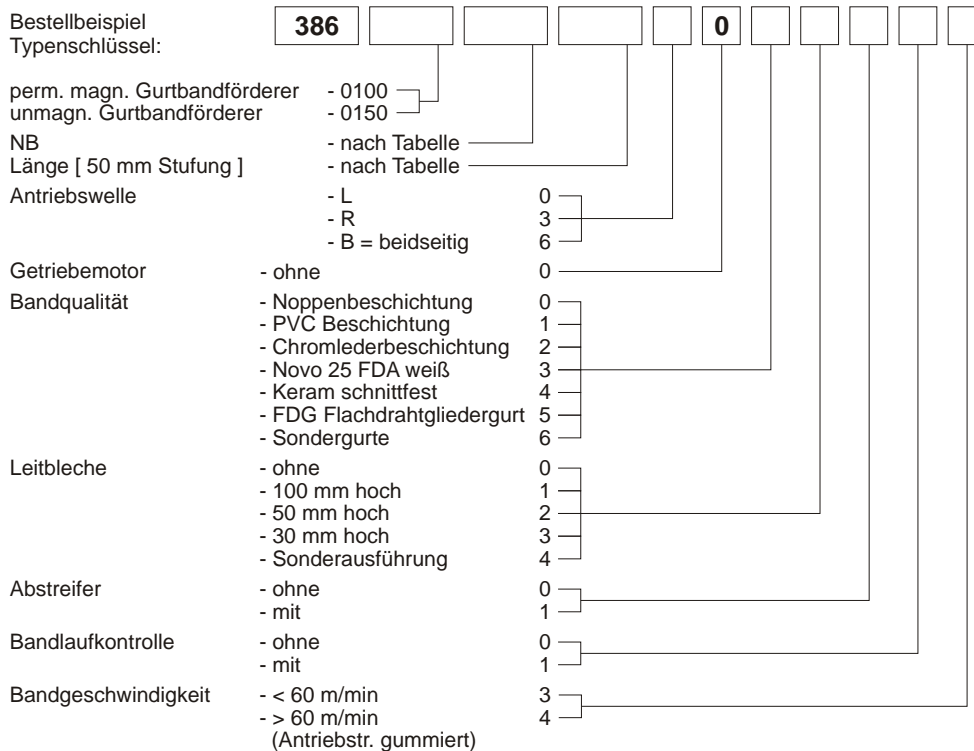 Bestellbeispiel
Typenschlüssel:
386 0
perm. magn. Gurtbandförderer - 0100
unmagn. Gurtbandförderer - 0150
NB - nach Tabelle
Länge [ 50 mm Stufung ] - nach Tabelle
Antriebswelle - L 0
- R 3
- B = beidseitig 6
Getriebemotor - ohne 0
Bandqualität - Noppenbeschichtung 0
- PVC Beschichtung 1
- Chromlederbeschichtung 2
- Novo 25 FDA weiß 3
- Keram schnittfest 4
- FDG Flachdrahtgliedergurt 5
- Sondergurte 6
Leitbleche - ohne 0
- 100 mm hoch 1
- 50 mm hoch 2
- 30 mm hoch 3
- Sonderausführung 4
Abstreifer - ohne 0
- mit 1
Bandlaufkontrolle - ohne 0
- mit 1
Bandgeschwindigkeit - < 60 m/min 3
- > 60 m/min 4
(Antriebstr. gummiert)